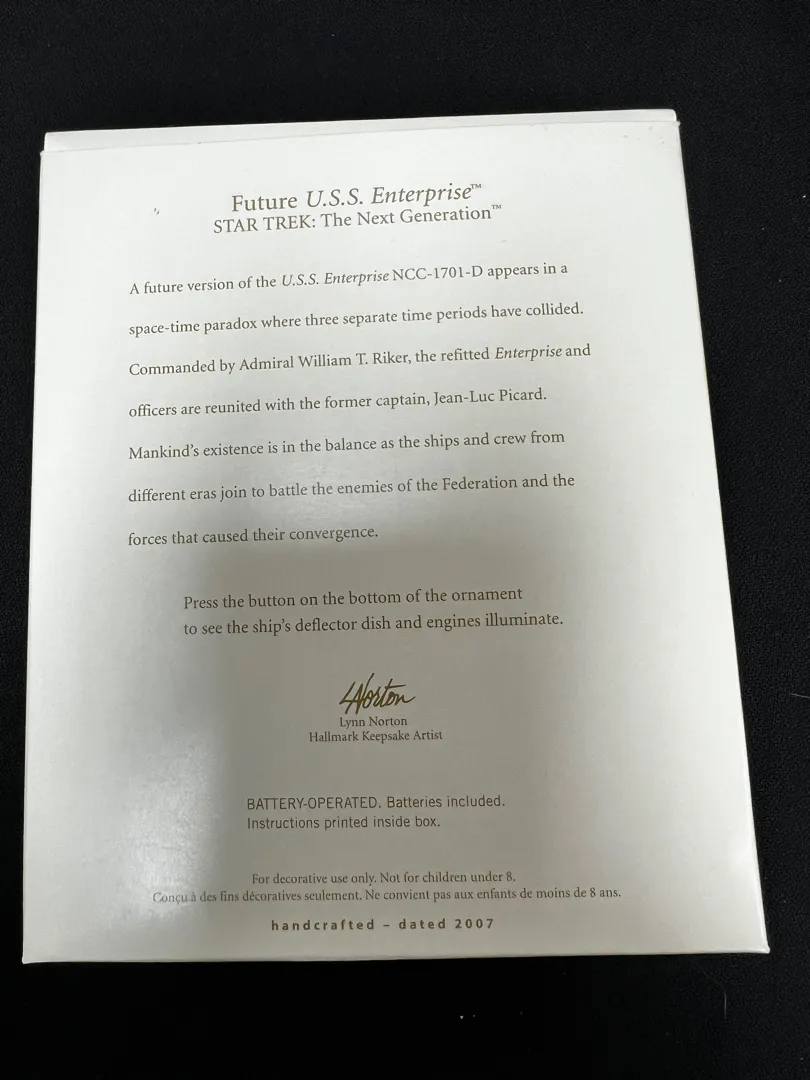 Future U.S.S. Enterprise™
STAR TREK: The Next Generation™
A future version of the U.S.S. Enterprise NCC-1701-D appears in a
space-time paradox where three separate time periods have collided.
Commanded by Admiral William T. Riker, the refitted Enterprise and
officers are reunited with the former captain, Jean-Luc Picard.
Mankind's existence is in the balance as the ships and crew from
different eras join to battle the enemies of the Federation and the
forces that caused their convergence.
Press the button on the bottom of the ornament
to see the ship's deflector dish and engines illuminate.
LNorton
Lynn Norton
Hallmark Keepsake Artist
BATTERY-OPERATED. Batteries included.
Instructions printed inside box.
For decorative use only. Not for children under 8.
Conçu à des fins décoratives seulement. Ne convient pas aux enfants de moins de 8 ans.
handcrafted – dated 2007